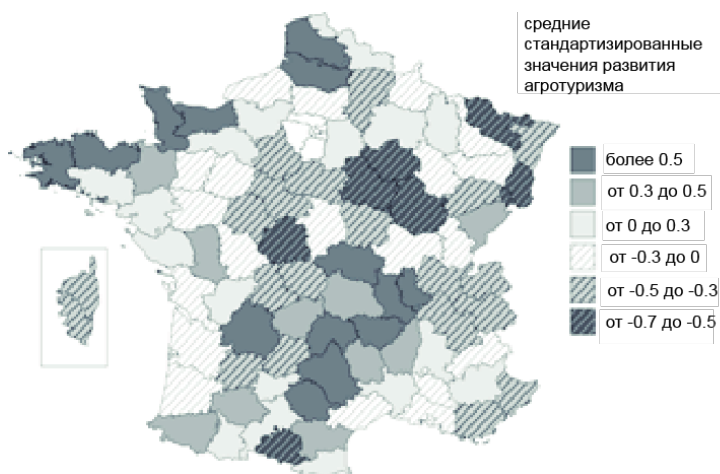 средние
стандартизированные
значения развития
агротуризма
более 0.5
от 0.3 до 0.5
от 0 до 0.3
от -0.3 до 0
от -0.5 до -0.3
от -0.7 до -0.5